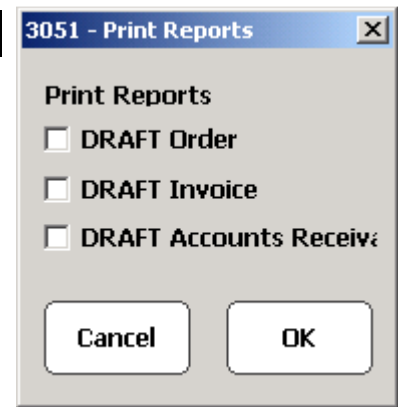 3051 - Print Reports
Print Reports
DRAFT Order
DRAFT Invoice
DRAFT Accounts Receiva
Cancel
OK